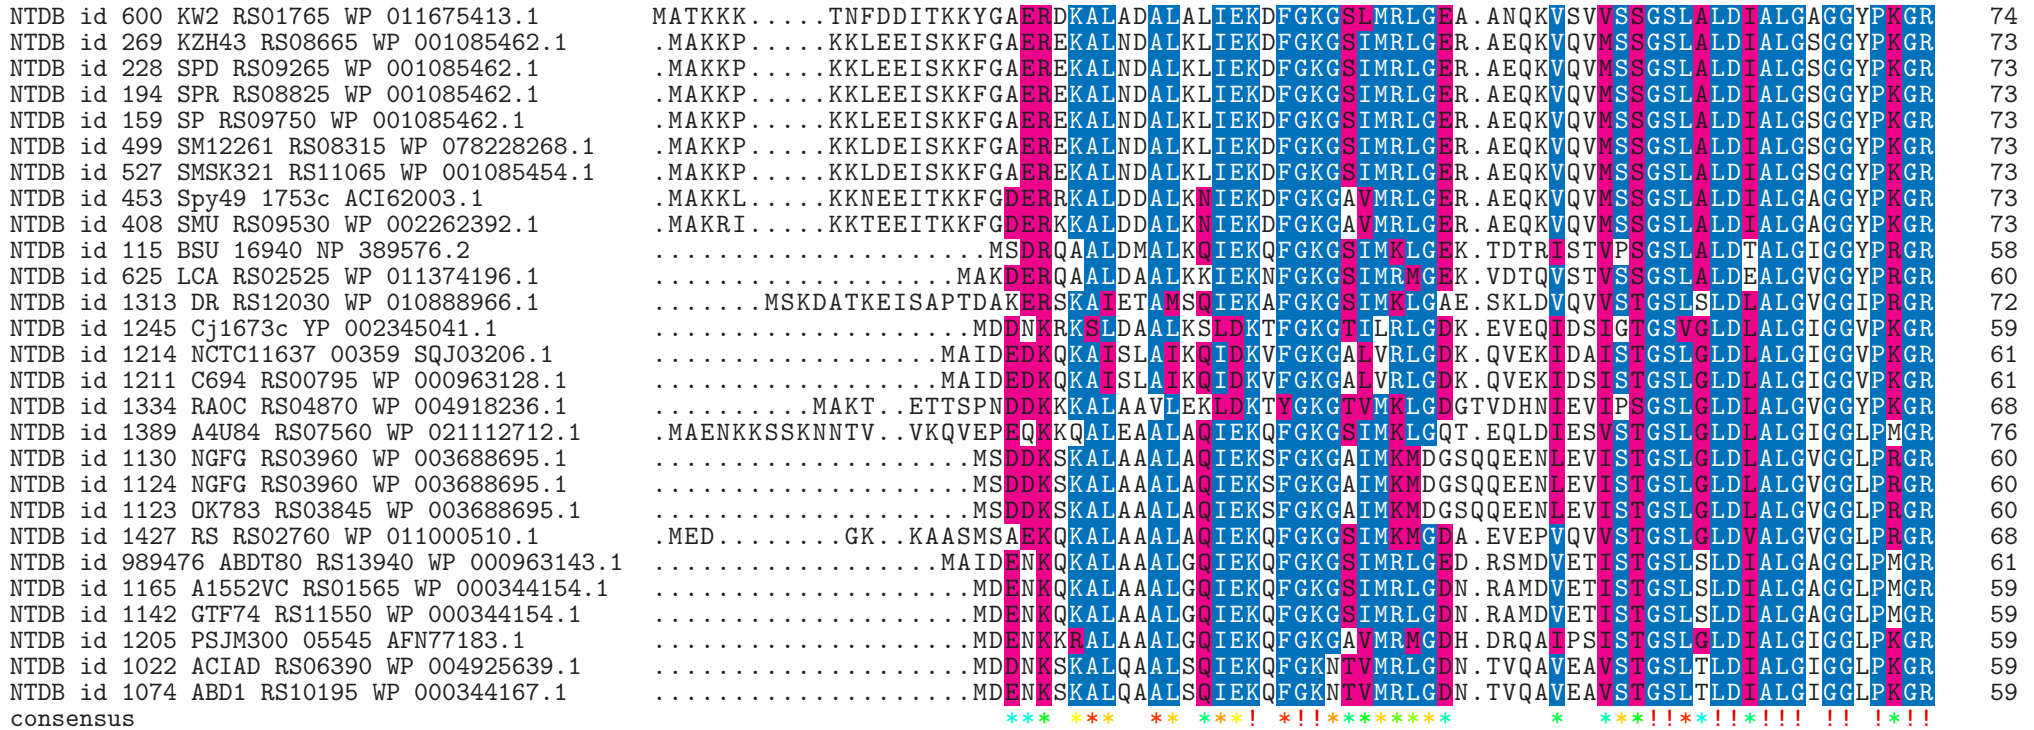 NTDB id 600 KW2 RS01765 WP 011675413.1 MATKKK.....TNFDDITKKYGAERDKALADALALIEKDFGKGSLMRLGEA.ANQKVSVVSSGSLALDIALGAGGYPKGR 74
NTDB id 269 KZH43 RS08665 WP 001085462.1 .MAKKP.....KKLEEISKKFGAEREKALNDALKLIEKDFGKGSIMRLGER.AEQKVQVMSSGSLALDIALGSGGYPKGR 73
NTDB id 228 SPD RS09265 WP 001085462.1 .MAKKP.....KKLEEISKKFGAEREKALNDALKLIEKDFGKGSIMRLGER.AEQKVQVMSSGSLALDIALGSGGYPKGR 73
NTDB id 194 SPR RS08825 WP 001085462.1 .MAKKP.....KKLEEISKKFGAEREKALNDALKLIEKDFGKGSIMRLGER.AEQKVQVMSSGSLALDIALGSGGYPKGR 73
NTDB id 159 SP RS09750 WP 001085462.1 .MAKKP.....KKLEEISKKFGAEREKALNDALKLIEKDFGKGSIMRLGER.AEQKVQVMSSGSLALDIALGSGGYPKGR 73
NTDB id 499 SM12261 RS08315 WP 078228268.1 .MAKKP.....KKLDEISKKFGAEREKALNDALKLIEKDFGKGSIMRLGER.AEQKVQVMSSGSLALDIALGSGGYPKGR 73
NTDB id 527 SMSK321 RS11065 WP 001085454.1 .MAKKP.....KKLDEISKKFGAEREKALNDALKLIEKDFGKGSIMRLGER.AEQKVQVMSSGSLALDIALGSGGYPKGR 73
NTDB id 453 Spy49 1753c ACI62003.1 .MAKKL.....KKNEEITKKFGDERRKALDDALKNIEKDFGKGAVMRLGER.AEQKVQVMSSGSLALDIALGAGGYPKGR 73
NTDB id 408 SMU RS09530 WP 002262392.1 .MAKRI.....KKTEEITKKFGDERKKALDDALKNIEKDFGKGAVMRLGER.AEQKVQVMSSGSLALDIALGAGGYPKGR 73
NTDB id 115 BSU 16940 NP 389576.2 .....................MSDRQAALDMALKQIEKQFGKGSIMKLGEK.TDTRISTVPSGSLALDTALGIGGYPRGR 58
NTDB id 625 LCA RS02525 WP 011374196.1 ...................MAKDERQAALDAALKKIEKNFGKGSIMRMGEK.VDTQVSTVSSGSLALDEALGVGGYPRGR 60
NTDB id 1313 DR RS12030 WP 010888966.1 .......MSKDATKEISAPTDAKERSKAIETAMSQIEKAFGKGSIMKLGAE.SKLDVQVVSTGSLSLDLALGVGGIPRGR 72
NTDB id 1245 Cj1673c YP 002345041.1 ....................MDDNKRKSLDAALKSLDKTFGKGTILRLGDK.EVEQIDSIGTGSVGLDLALGIGGVPKGR 59
NTDB id 1214 NCTC11637 00359 SQJ03206.1 ..................MAIDEDKQKAISLAIKQIDKVFGKGALVRLGDK.QVEKIDAISTGSLGLDLALGIGGVPKGR 61
NTDB id 1211 C694 RS00795 WP 000963128.1 ..................MAIDEDKQKAISLAIKQIDKVFGKGALVRLGDK.QVEKIDSISTGSLGLDLALGIGGVPKGR 61
NTDB id 1334 RA0C RS04870 WP 004918236.1 ..........MAKT..ETTSPNDDKKKALAAVLEKLDKTYGKGTVMKLGDGTVDHNIEVIPSGSLGLDLALGVGGYPKGR 68
NTDB id 1389 A4U84 RS07560 WP 021112712.1 .MAENKKSSKNNTV..VKQVEPEQKKQALEAALAQIEKQFGKGSIMKLGQT.EQLDIESVSTGSLGLDIALGIGGLPMGR 76
NTDB id 1130 NGFG RS03960 WP 003688695.1 ....................MSDDKSKALAAALAQIEKSFGKGAIMKMDGSQQEENLEVISTGSLGLDLALGVGGLPRGR 60
NTDB id 1124 NGFG RS03960 WP 003688695.1 ....................MSDDKSKALAAALAQIEKSFGKGAIMKMDGSQQEENLEVISTGSLGLDLALGVGGLPRGR 60
NTDB id 1123 OK783 RS03845 WP 003688695.1 ....................MSDDKSKALAAALAQIEKSFGKGAIMKMDGSQQEENLEVISTGSLGLDLALGVGGLPRGR 60
NTDB id 1427 RS RS02760 WP 011000510.1 .MED........GK..KAASMSAEKQKALAAALAQIEKQFGKGSIMKMGDA.EVEPVQVVSTGSLGLDVALGVGGLPRGR 68
NTDB id 989476 ABDT80 RS13940 WP 000963143.1 ..................MAIDENKQKALAAALGQIEKQFGKGSIMRLGED.RSMDVETISTGSLSLDIALGAGGLPMGR 61
NTDB id 1165 A1552VC RS01565 WP 000344154.1 ....................MDENKQKALAAALGQIEKQFGKGSIMRLGDN.RAMDVETISTGSLSLDIALGAGGLPMGR 59
NTDB id 1142 GTF74 RS11550 WP 000344154.1 ....................MDENKQKALAAALGQIEKQFGKGSIMRLGDN.RAMDVETISTGSLSLDIALGAGGLPMGR 59
NTDB id 1205 PSJM300 05545 AFN77183.1 ....................MDENKKRALAAALGQIEKQFGKGAVMRMGDH.DRQAIPSISTGSLGLDIALGIGGLPKGR 59
NTDB id 1022 ACIAD RS06390 WP 004925639.1 ....................MDDNKSKALQAALSQIEKQFGKNTVMRLGDN.TVQAVEAVSTGSLTLDIALGIGGLPKGR 59
NTDB id 1074 ABD1 RS10195 WP 000344167.1 ....................MDENKSKALQAALSQIEKQFGKNTVMRLGDN.TVQAVEAVSTGSLTLDIALGIGGLPKGR 59
consensus *** *** ** ***! *!!******** * ***!!**!!*!!! !! !*!!